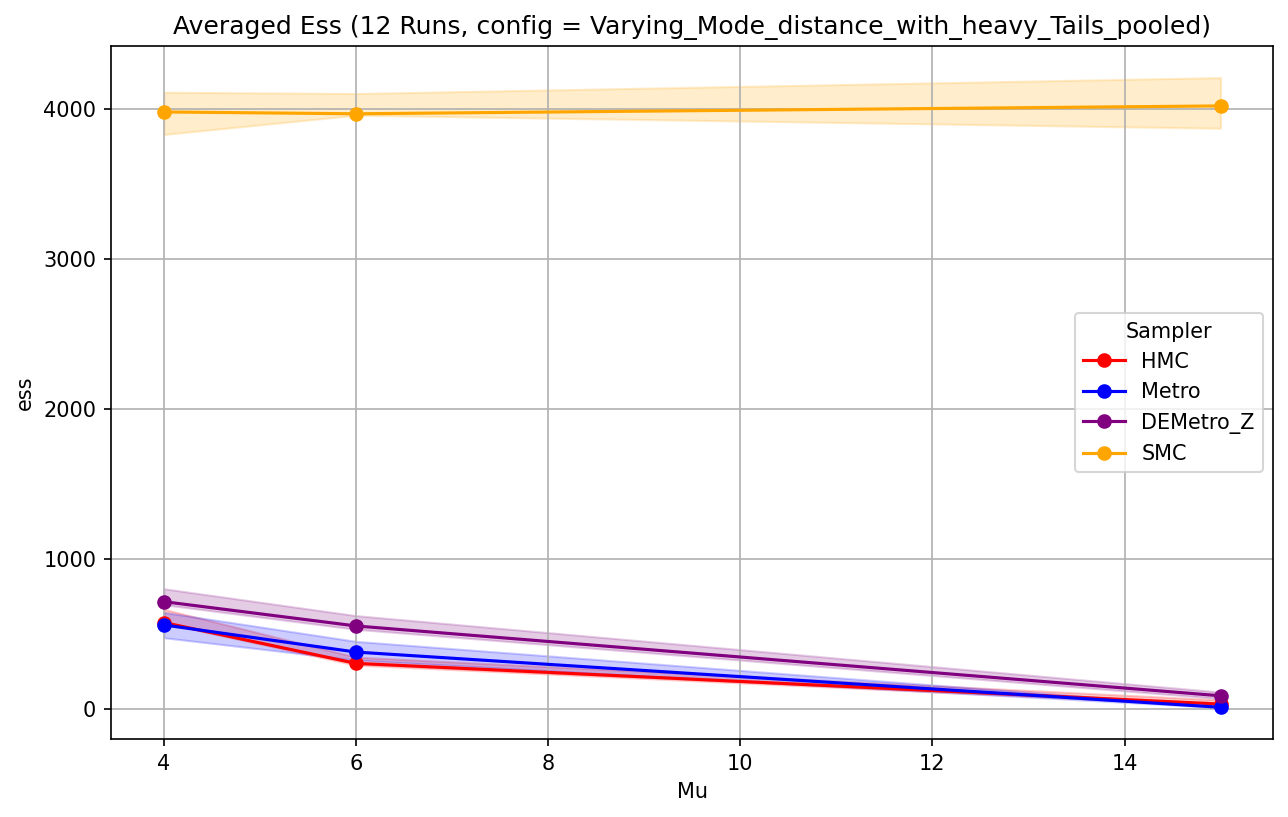 Averaged Ess (12 Runs, config = Varying_Mode_distance_with_heavy_Tails_pooled)
4000
3000
2000
1000
0
ess
Sampler
HMC
Metro
DEMetro_Z
SMC
4
6
8
10
12
14
Mu